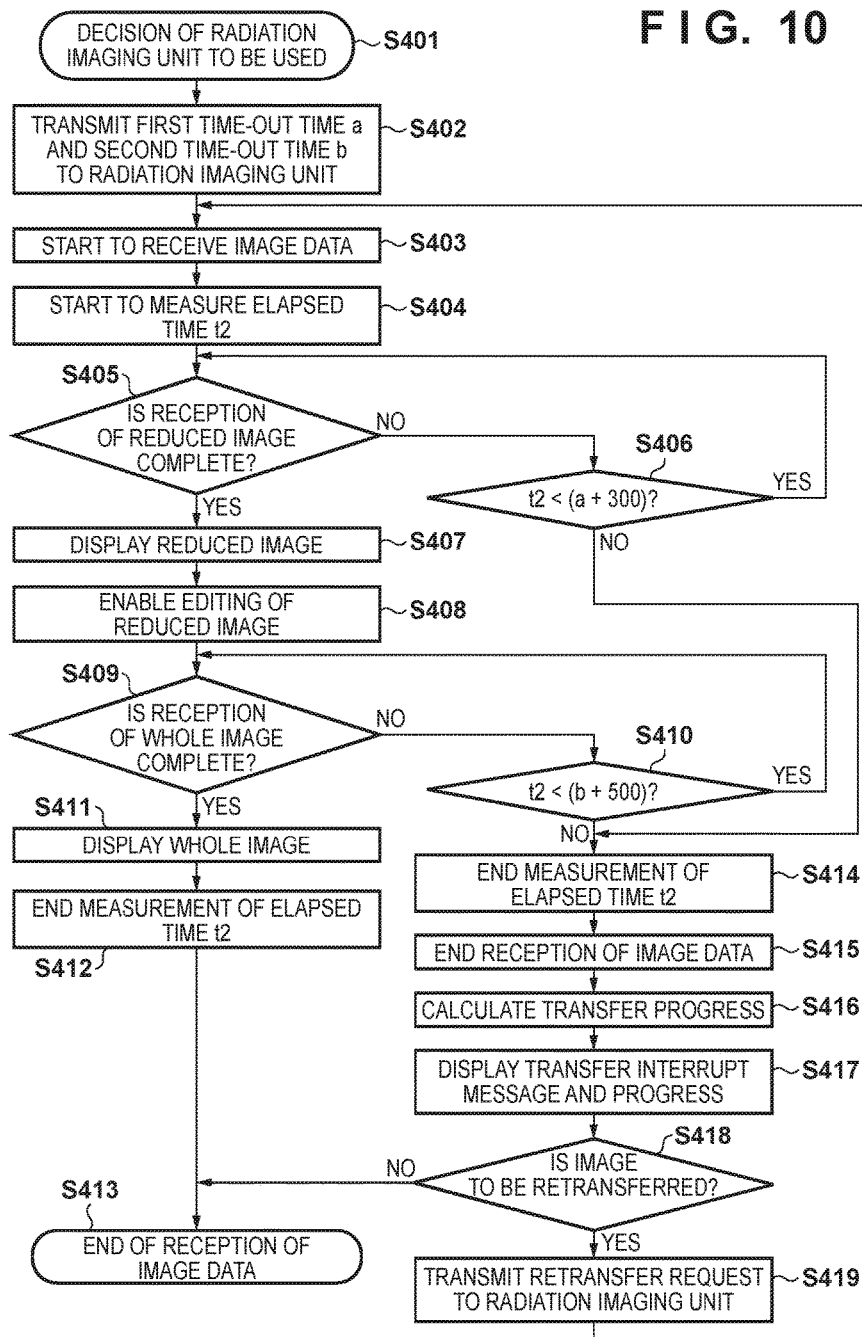 FIG. 10
DECISION OF RADIATION
IMAGING UNIT TO BE USED
S401
TRANSMIT FIRST TIME-OUT TIME a
AND SECOND TIME-OUT TIME b
TO RADIATION IMAGING UNIT
S402
START TO RECEIVE IMAGE DATA
S403
START TO MEASURE ELAPSED
TIME t2
S404
S405
IS RECEPTION
OF REDUCED IMAGE
COMPLETE?
NO
YES
S406
t2 < (a + 300)?
YES
NO
DISPLAY REDUCED IMAGE
S407
ENABLE EDITING OF
REDUCED IMAGE
S408
S409
IS RECEPTION
OF WHOLE IMAGE
COMPLETE?
NO
YES
S410
t2 < (b + 500)?
YES
NO
S411
DISPLAY WHOLE IMAGE
END MEASUREMENT OF ELAPSED
TIME t2
S412
END MEASUREMENT OF
ELAPSED TIME t2
S414
END RECEPTION OF IMAGE DATA
S415
CALCULATE TRANSFER PROGRESS
S416
DISPLAY TRANSFER INTERRUPT
MESSAGE AND PROGRESS
S417
S418
IS IMAGE
TO BE RETRANSFERRED?
NO
YES
S413
END OF RECEPTION OF
IMAGE DATA
TRANSMIT RETRANSFER REQUEST
TO RADIATION IMAGING UNIT
S419